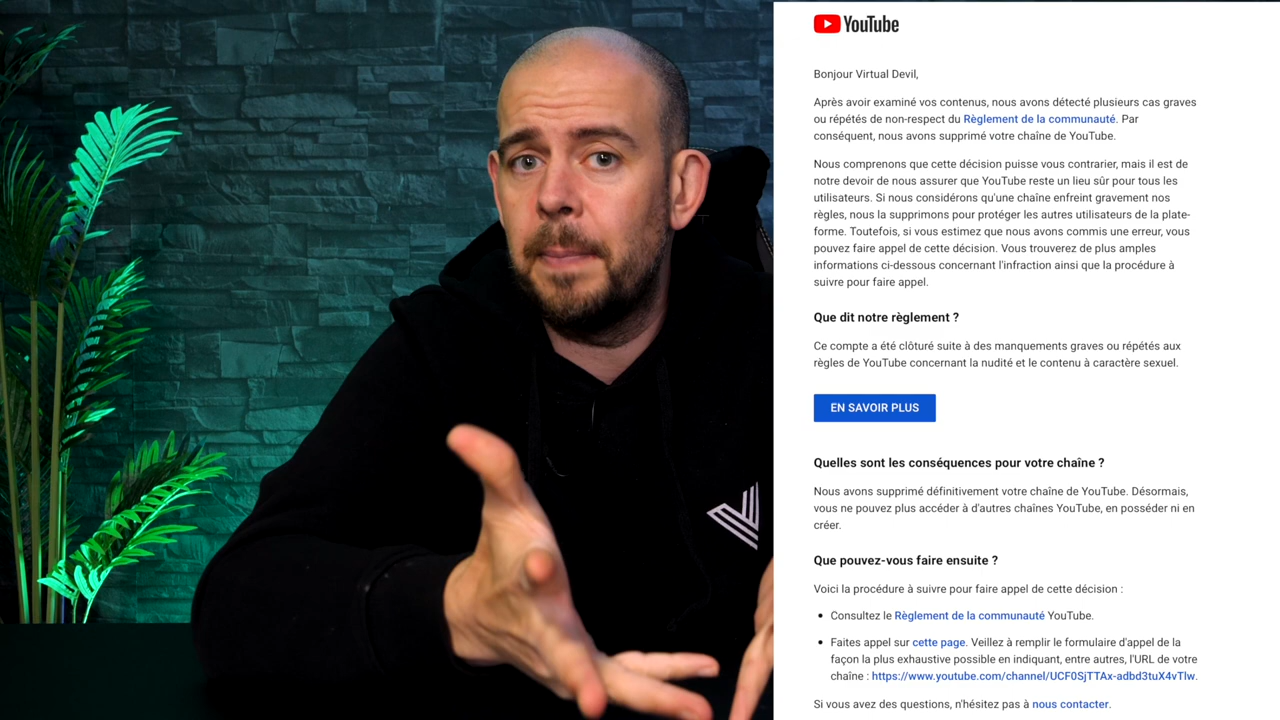 YouTube
Bonjour Virtual Devil,
Après avoir examiné vos contenus, nous avons détecté plusieurs cas graves
ou répétés de non-respect du Règlement de la communauté. Par
conséquent, nous avons supprimé votre chaîne de YouTube.
Nous comprenons que cette décision puisse vous contrarier, mais il est de
notre devoir de nous assurer que YouTube reste un lieu sûr pour tous les
utilisateurs. Si nous considérons qu'une chaîne enfreint gravement nos
règles, nous la supprimons pour protéger les autres utilisateurs de la plate-
forme. Toutefois, si vous estimez que nous avons commis une erreur, vous
pouvez faire appel de cette décision. Vous trouverez de plus amples
informations ci-dessous concernant l'infraction ainsi que la procédure à
suivre pour faire appel.
Que dit notre règlement ?
Ce compte a été clôturé suite à des manquements graves ou répétés aux
règles de YouTube concernant la nudité et le contenu à caractère sexuel.
EN SAVOIR PLUS
Quelles sont les conséquences pour votre chaîne ?
Nous avons supprimé définitivement votre chaîne de YouTube. Désormais,
vous ne pouvez plus accéder à d'autres chaînes YouTube, en posséder ni en
créer.
Que pouvez-vous faire ensuite ?
Voici la procédure à suivre pour faire appel de cette décision :
• Consultez le Règlement de la communauté YouTube.
• Faites appel sur cette page. Veillez à remplir le formulaire d'appel de la
façon la plus exhaustive possible en indiquant, entre autres, l'URL de votre
chaîne : https://www.youtube.com/channel/UCF0SjTTAx-adbd3tuX4vTlw.
Si vous avez des questions, n'hésitez pas à nous contacter.